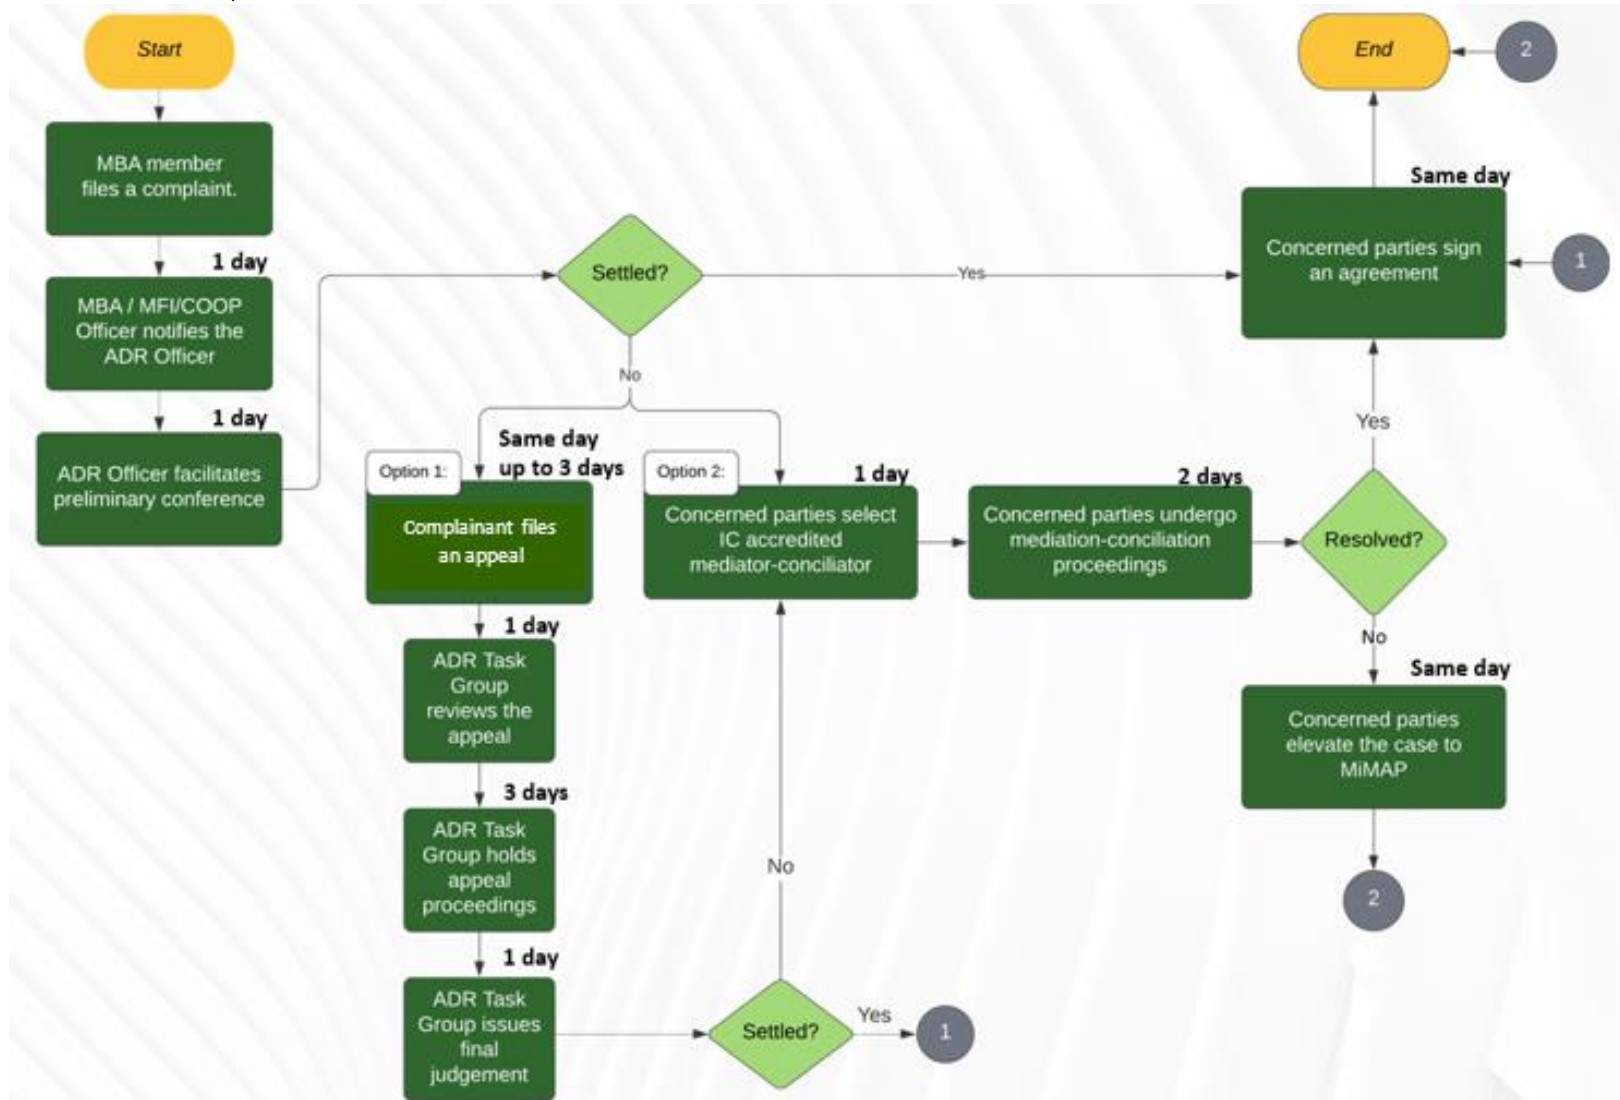 Start
MBA member
files a complaint.
1 day
MBA / MFI/COOP
Officer notifies the
ADR Officer
1 day
ADR Officer facilitates
preliminary conference
Settled?
Yes
No
Option 1:
Same day
up to 3 days
Complainant files
an appeal
1 day
ADR Task
Group
reviews the
appeal
3 days
ADR Task
Group holds
appeal
proceedings
1 day
ADR Task
Group issues
final
judgement
Settled?
Yes
1
No
Option 2:
1 day
Concerned parties select
IC accredited
mediator-conciliator
2 days
Concerned parties undergo
mediation-conciliation
proceedings
Resolved?
Yes
No
Same day
Concerned parties
elevate the case to
MiMAP
2
Same day
Concerned parties sign
an agreement
1
End
2